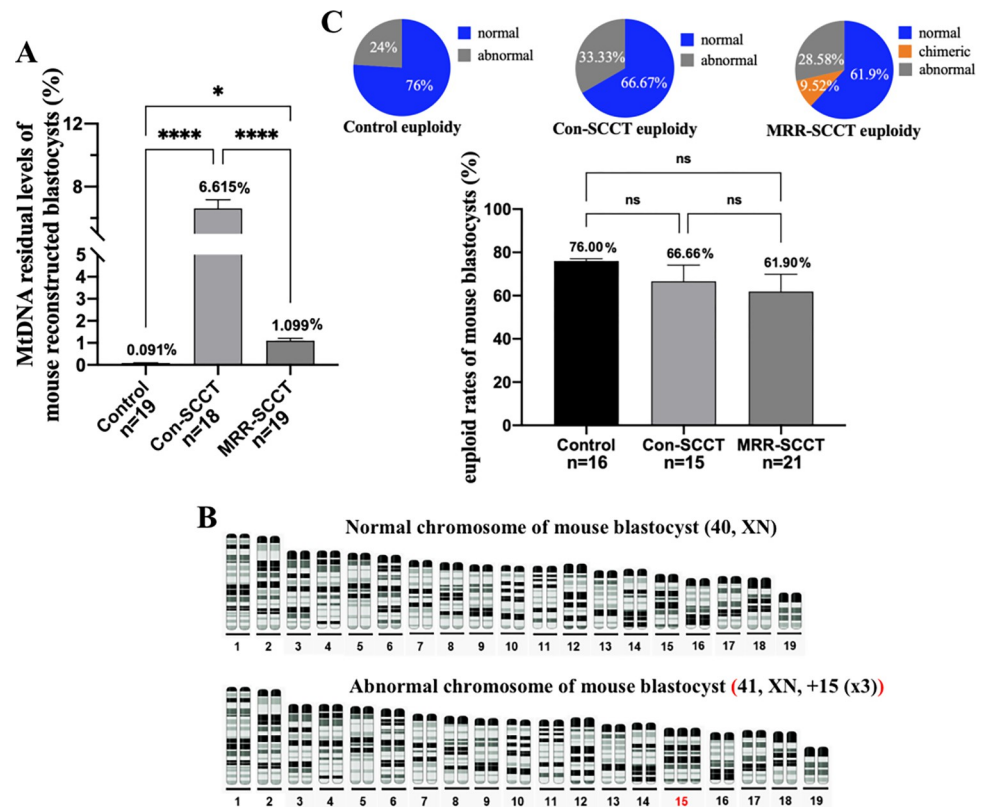 A
MtDNA residual levels of
mouse reconstructed blastocysts (%)
12
8
5
4
3
2
1
0
*
**** ****
0.091%
6.615%
1.099%
Control
n=19
Con-SCCT
n=18
MRR-SCCT
n=19
C
24%
76%
normal
abnormal
Control euploidy
33.33%
66.67%
normal
abnormal
Con-SCCT euploidy
28.58%
9.52%
61.9%
normal
chimeric
abnormal
MRR-SCCT euploidy
euploid rates of mouse blastocysts (%)
100
80
60
40
20
0
ns
ns ns
76.00%
66.66%
61.90%
Control
n=16
Con-SCCT
n=15
MRR-SCCT
n=21
B
Normal chromosome of mouse blastocyst (40, XN)
1 2 3 4 5 6 7 8 9 10 11 12 13 14 15 16 17 18 19
Abnormal chromosome of mouse blastocyst (41, XN, +15 (x3))
1 2 3 4 5 6 7 8 9 10 11 12 13 14 15 16 17 18 19